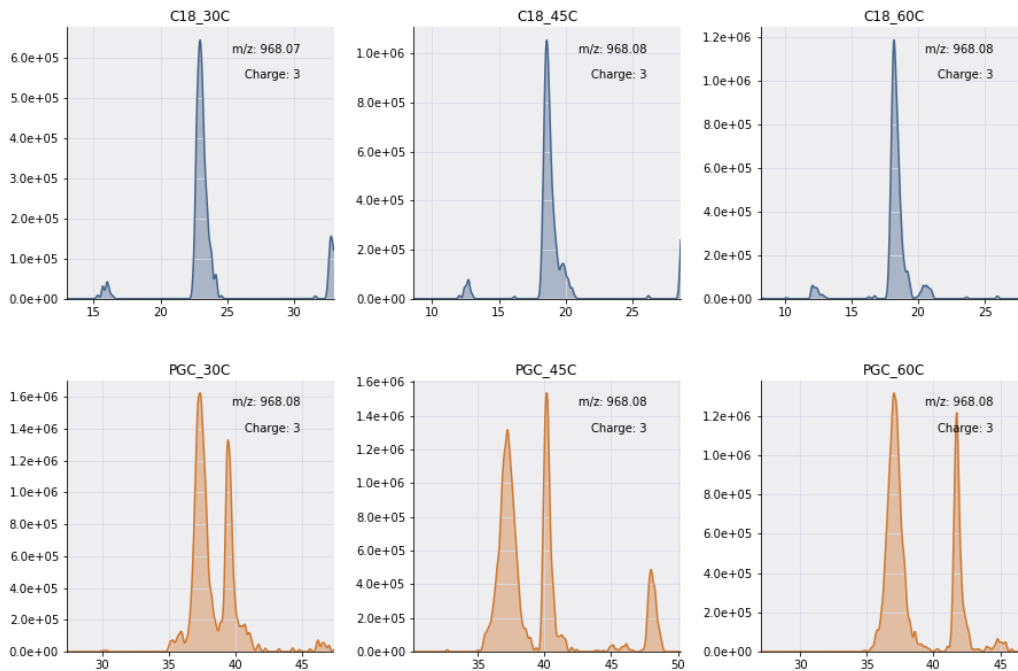 C18_30C
m/z: 968.07
Charge: 3
6.0e+05
5.0e+05
4.0e+05
3.0e+05
2.0e+05
1.0e+05
0.0e+00
15 20 25 30
C18_45C
m/z: 968.08
Charge: 3
1.0e+06
8.0e+05
6.0e+05
4.0e+05
2.0e+05
0.0e+00
10 15 20 25
C18_60C
m/z: 968.08
Charge: 3
1.2e+06
1.0e+06
8.0e+05
6.0e+05
4.0e+05
2.0e+05
0.0e+00
10 15 20 25
PGC_30C
m/z: 968.08
Charge: 3
1.6e+06
1.4e+06
1.2e+06
1.0e+06
8.0e+05
6.0e+05
4.0e+05
2.0e+05
0.0e+00
30 35 40 45
PGC_45C
m/z: 968.08
Charge: 3
1.6e+06
1.4e+06
1.2e+06
1.0e+06
8.0e+05
6.0e+05
4.0e+05
2.0e+05
0.0e+00
35 40 45 50
PGC_60C
m/z: 968.08
Charge: 3
1.2e+06
1.0e+06
8.0e+05
6.0e+05
4.0e+05
2.0e+05
0.0e+00
30 35 40 45